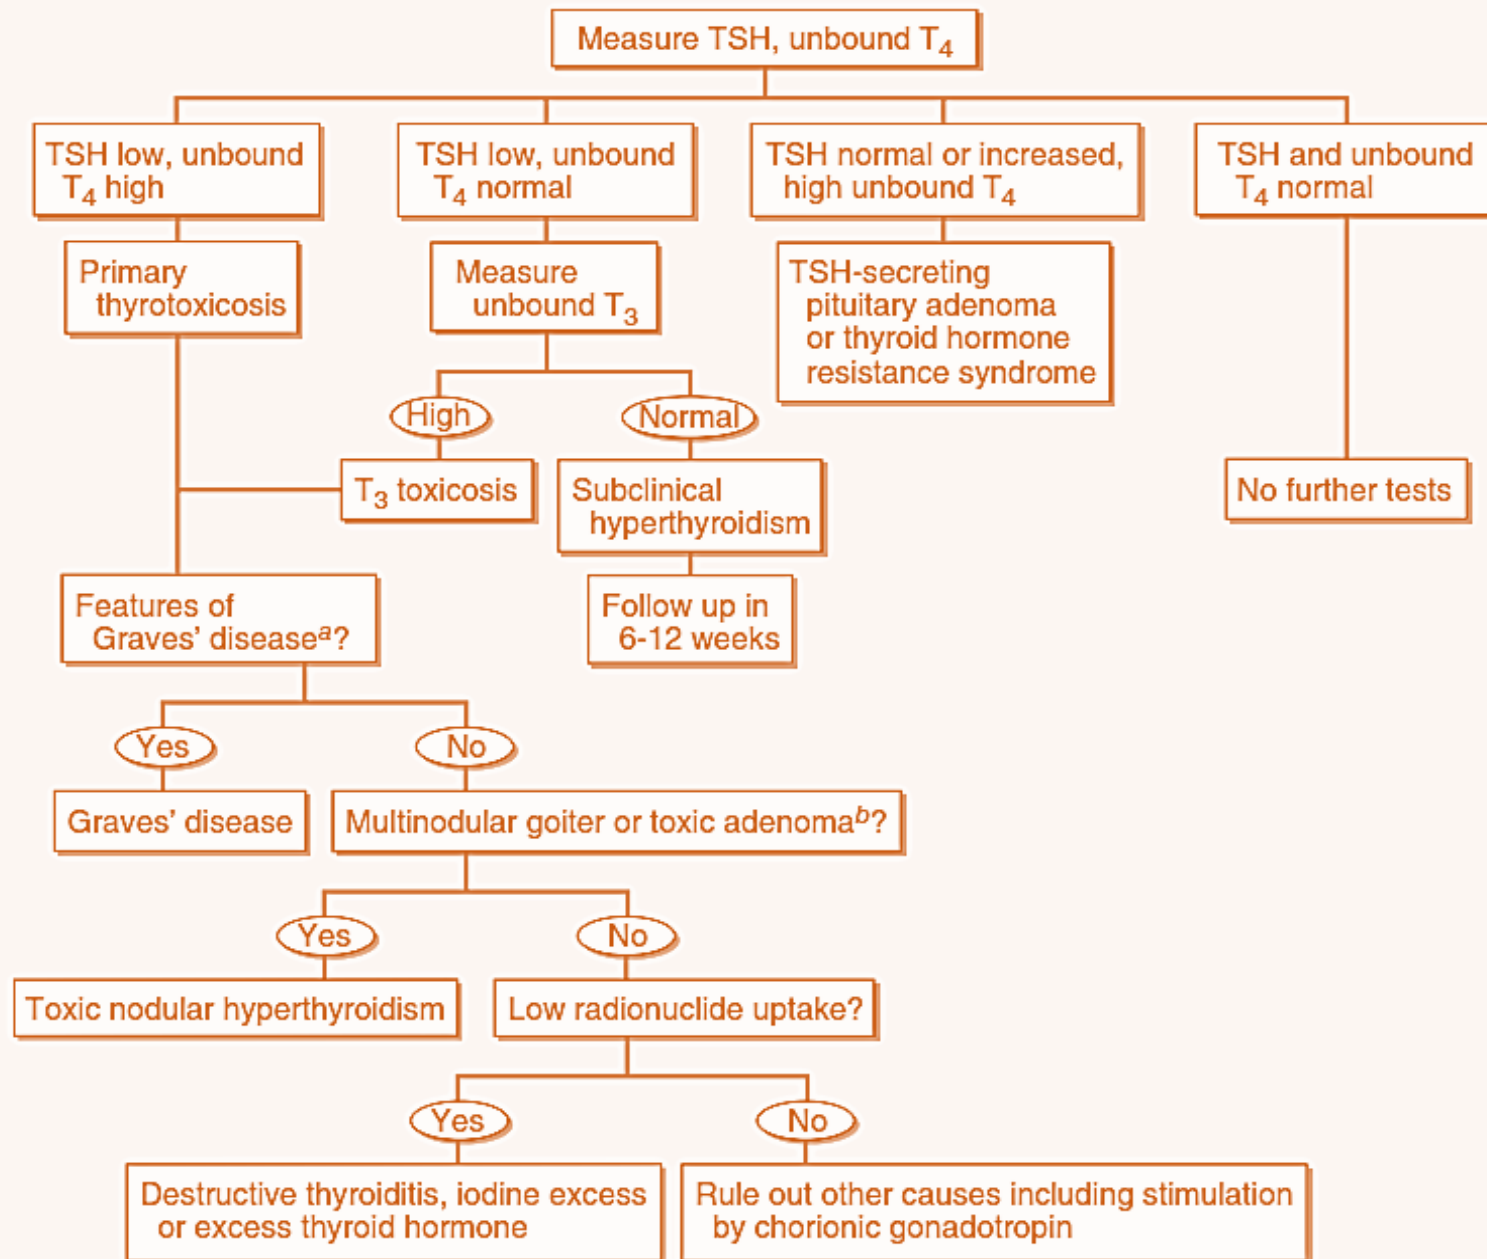 Measure TSH, unbound T4
TSH low, unbound
T4 high
TSH low, unbound
T4 normal
TSH normal or increased,
high unbound T4
TSH and unbound
T4 normal
Primary
thyrotoxicosis
Measure
unbound T3
TSH-secreting
pituitary adenoma
or thyroid hormone
resistance syndrome
High
Normal
T3 toxicosis
Subclinical
hyperthyroidism
No further tests
Features of
Graves' diseasea?
Follow up in
6-12 weeks
Yes
No
Graves' disease
Multinodular goiter or toxic adenomab?
Yes
No
Toxic nodular hyperthyroidism
Low radionuclide uptake?
Yes
No
Destructive thyroiditis, iodine excess
or excess thyroid hormone
Rule out other causes including stimulation
by chorionic gonadotropin